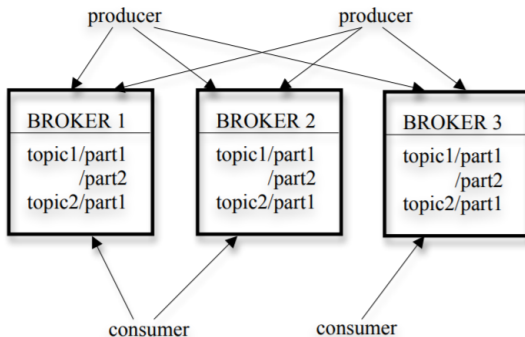 producer
producer
BROKER 1
topic1/part1
/part2
topic2/part1
BROKER 2
topic1/part1
/part2
topic2/part1
BROKER 3
topic1/part1
/part2
topic2/part1
consumer
consumer